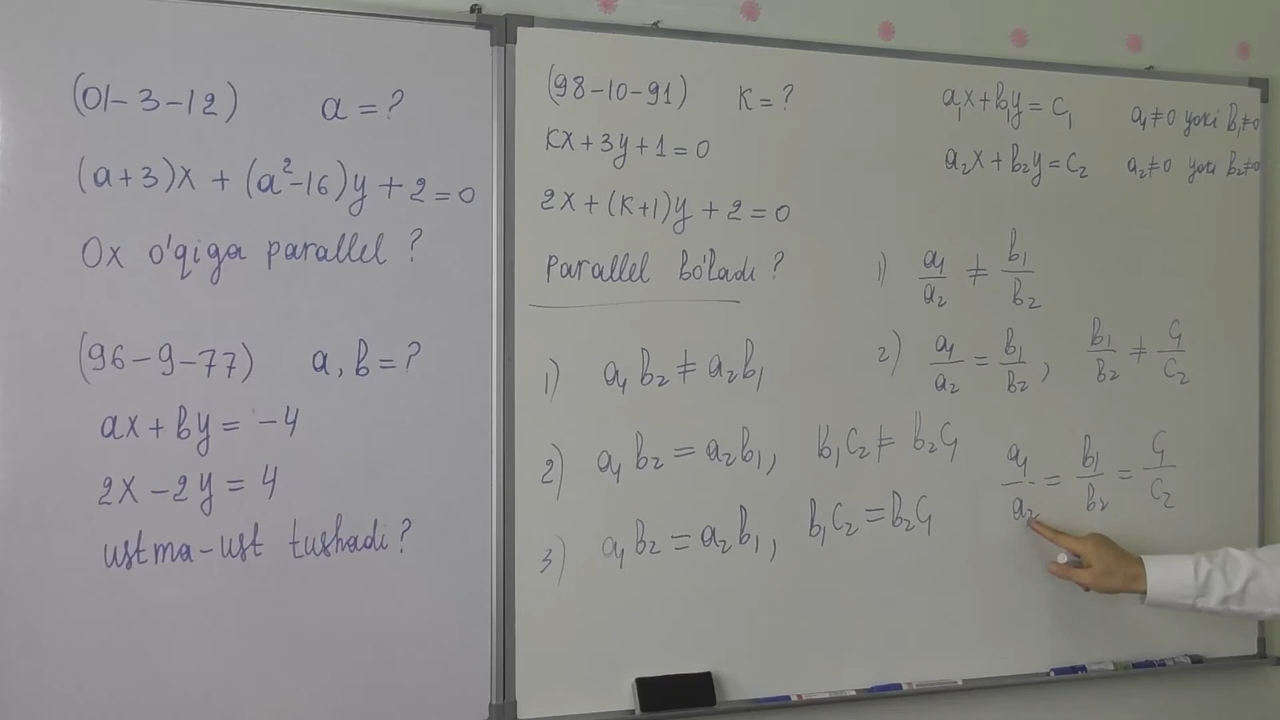 (01-3-12) a = ?
(a+3)x + (a²-16)y + 2 = 0
Ox o'qiga parallel ?
(96-9-77) a, b = ?
ax + by = -4
2x - 2y = 4
ustma-ust tushadi ?
(98-10-91) K = ?
Kx + 3y + 1 = 0
2x + (K+1)y + 2 = 0
Parallel bo'ladi ?
1) a₁b₂ ≠ a₂b₁
2) a₁b₂ = a₂b₁, b₁c₂ ≠ b₂c₁
3) a₁b₂ = a₂b₁, b₁c₂ = b₂c₁
a₁x + b₁y = c₁ a₁≠0 yoki b₁≠0
a₂x + b₂y = c₂ a₂≠0 yoki b₂≠0
1) a₁/a₂ ≠ b₁/b₂
2) a₁/a₂ = b₁/b₂, b₁/b₂ ≠ c₁/c₂
a₁/a₂ = b₁/b₂ = c₁/c₂